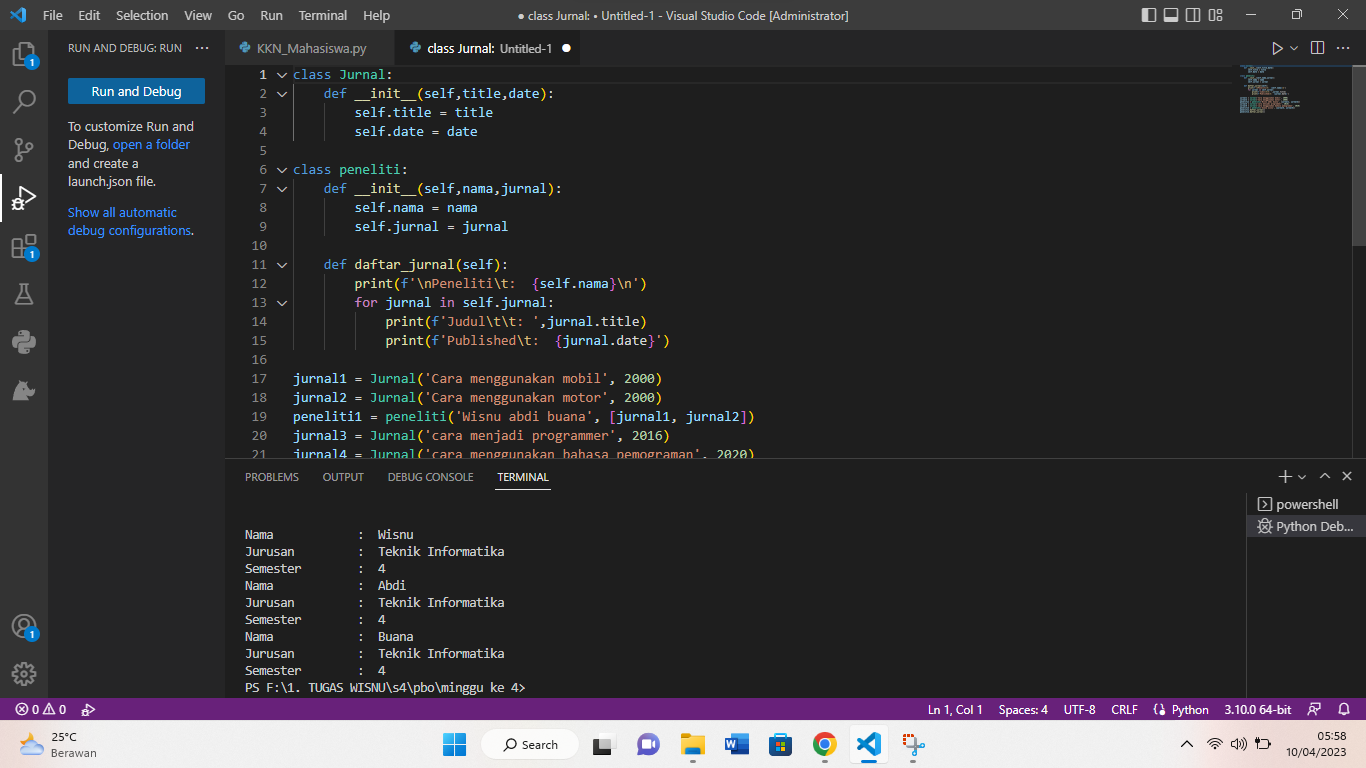 File Edit Selection View Go Run Terminal Help
● class Jurnal: • Untitled-1 - Visual Studio Code [Administrator]
RUN AND DEBUG: RUN ···
KKN_Mahasiswa.py
class Jurnal: Untitled-1 ●
Run and Debug
To customize Run and
Debug, open a folder
and create a
launch.json file.
Show all automatic
debug configurations.
1
1
1
1 class Jurnal:
2 def __init__(self,title,date):
3 self.title = title
4 self.date = date
5
6 class peneliti:
7 def __init__(self,nama,jurnal):
8 self.nama = nama
9 self.jurnal = jurnal
10
11 def daftar_jurnal(self):
12 print(f'\nPeneliti\t:  {self.nama}\n')
13 for jurnal in self.jurnal:
14 print(f'Judul\t\t: ',jurnal.title)
15 print(f'Published\t:  {jurnal.date}')
16
17 jurnal1 = Jurnal('Cara menggunakan mobil', 2000)
18 jurnal2 = Jurnal('Cara menggunakan motor', 2000)
19 peneliti1 = peneliti('Wisnu abdi buana', [jurnal1, jurnal2])
20 jurnal3 = Jurnal('cara menjadi programmer', 2016)
21 jurnal4 = Jurnal('cara menggunakan bahasa pemograman', 2020)
PROBLEMS OUTPUT DEBUG CONSOLE TERMINAL
powershell
Python Deb...
Nama : Wisnu
Jurusan : Teknik Informatika
Semester : 4
Nama : Abdi
Jurusan : Teknik Informatika
Semester : 4
Nama : Buana
Jurusan : Teknik Informatika
Semester : 4
PS F:\1. TUGAS WISNU\s4\pbo\minggu ke 4>
0 0
Ln 1, Col 1 Spaces: 4 UTF-8 CRLF Python 3.10.0 64-bit
25°C
Berawan
Search
05:58
10/04/2023